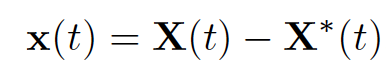 x(t) = X(t) − X*(t)